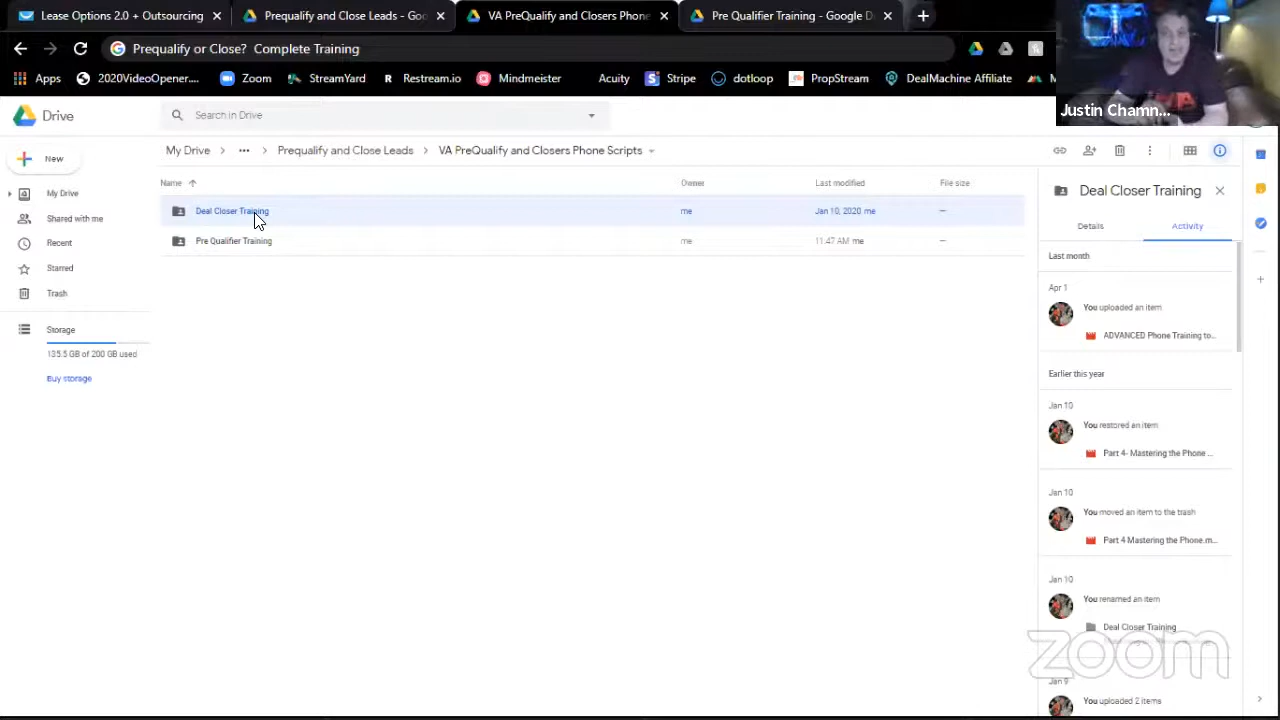 Lease Options 2.0 + Outsourcing
Prequalify and Close Leads - Go
VA PreQualify and Closers Phone
Pre Qualifier Training - Google D
Prequalify or Close? Complete Training
Apps
2020VideoOpener....
Zoom
StreamYard
Restream.io
Mindmeister
Acuity
Stripe
dotloop
PropStream
DealMachine Affiliate
M
Justin Chamn...
Drive
Search in Drive
New
My Drive
Shared with me
Recent
Starred
Trash
Storage
135.5 GB of 200 GB used
Buy storage
My Drive > ... > Prequalify and Close Leads > VA PreQualify and Closers Phone Scripts
Name Owner Last modified File size
Deal Closer Training me Jan 10, 2020 me —
Pre Qualifier Training me 11:47 AM me —
Deal Closer Training
Details Activity
Last month
Apr 1
You uploaded an item
ADVANCED Phone Training to...
Earlier this year
Jan 10
You restored an item
Part 4- Mastering the Phone ...
Jan 10
You moved an item to the trash
Part 4 Mastering the Phone.m...
Jan 10
You renamed an item
Deal Closer Training
zoom
Jan 9
You uploaded 2 items